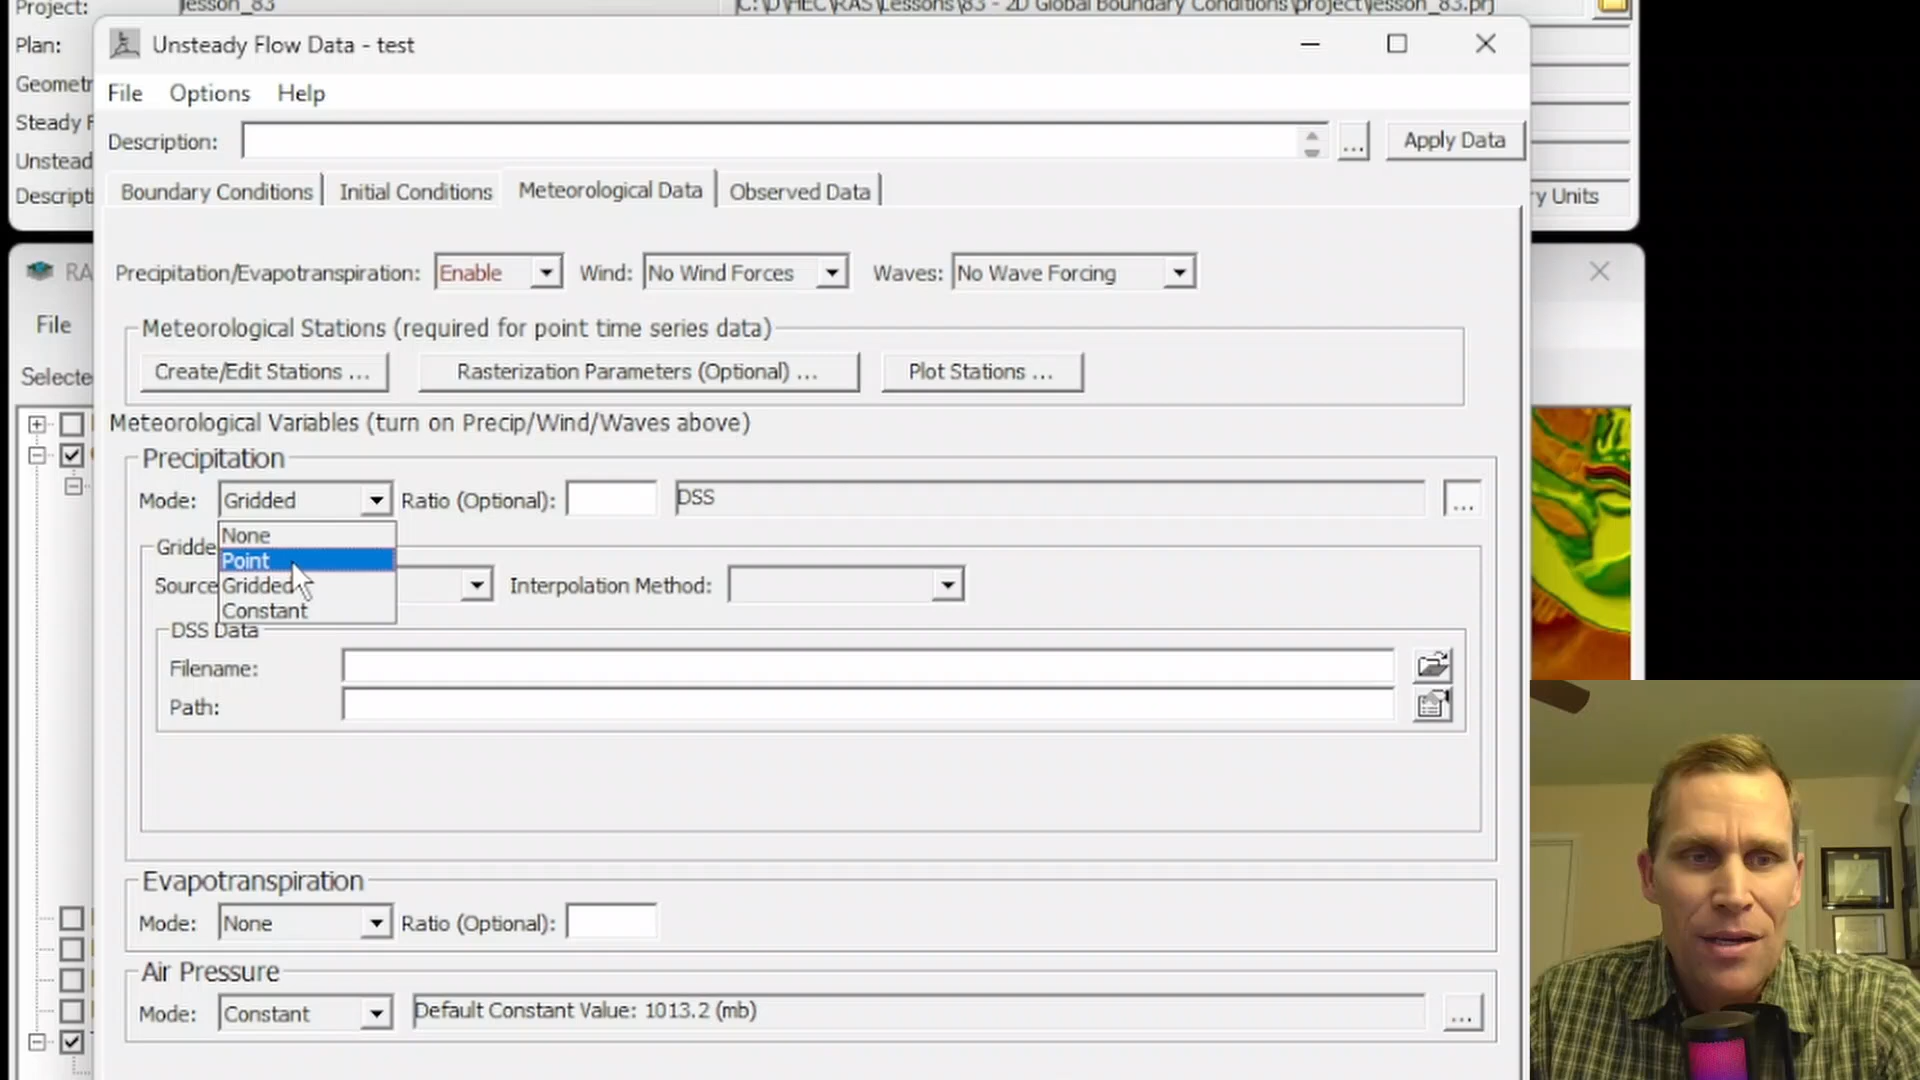 Project: lesson_83 C:\D\HEC\RAS\Lessons\83 - 2D Global Boundary Conditions\project\lesson_83.prj
Plan:
Unsteady Flow Data - test
Geometr
File Options Help
Steady F
Description: ... Apply Data
Unstead
Boundary Conditions Initial Conditions Meteorological Data Observed Data
Descripti y Units
RA
Precipitation/Evapotranspiration: Enable Wind: No Wind Forces Waves: No Wave Forcing
File
Meteorological Stations (required for point time series data)
Selecte
Create/Edit Stations ... Rasterization Parameters (Optional) ... Plot Stations ...
Meteorological Variables (turn on Precip/Wind/Waves above)
Precipitation
Mode: Gridded Ratio (Optional): DSS ...
None
Gridde
Point
Source Gridded Interpolation Method:
Constant
DSS Data
Filename:
Path:
Evapotranspiration
Mode: None Ratio (Optional):
Air Pressure
Mode: Constant Default Constant Value: 1013.2 (mb) ...